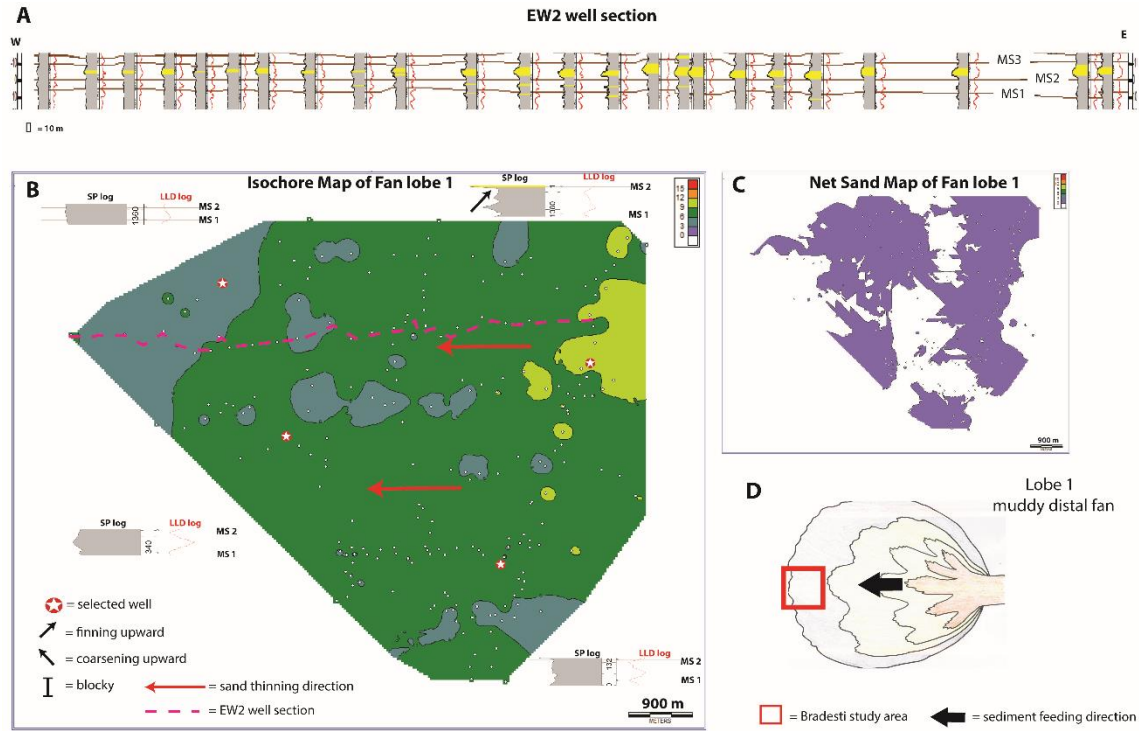 A
EW2 well section
W
E
MS3
MS2
MS1
= 10 m
B
Isochore Map of Fan lobe 1
SP log LLD log
MS 2
MS 1
1360
SP log LLD log
MS 2
MS 1
1360
15
12
9
6
3
0
SP log LLD log
MS 2
MS 1
340
SP log LLD log
MS 2
MS 1
132
= selected well
= finning upward
= coarsening upward
= blocky
= sand thinning direction
= EW2 well section
900 m
METERS
C
Net Sand Map of Fan lobe 1
900 m
D
Lobe 1
muddy distal fan
= Bradesti study area
= sediment feeding direction